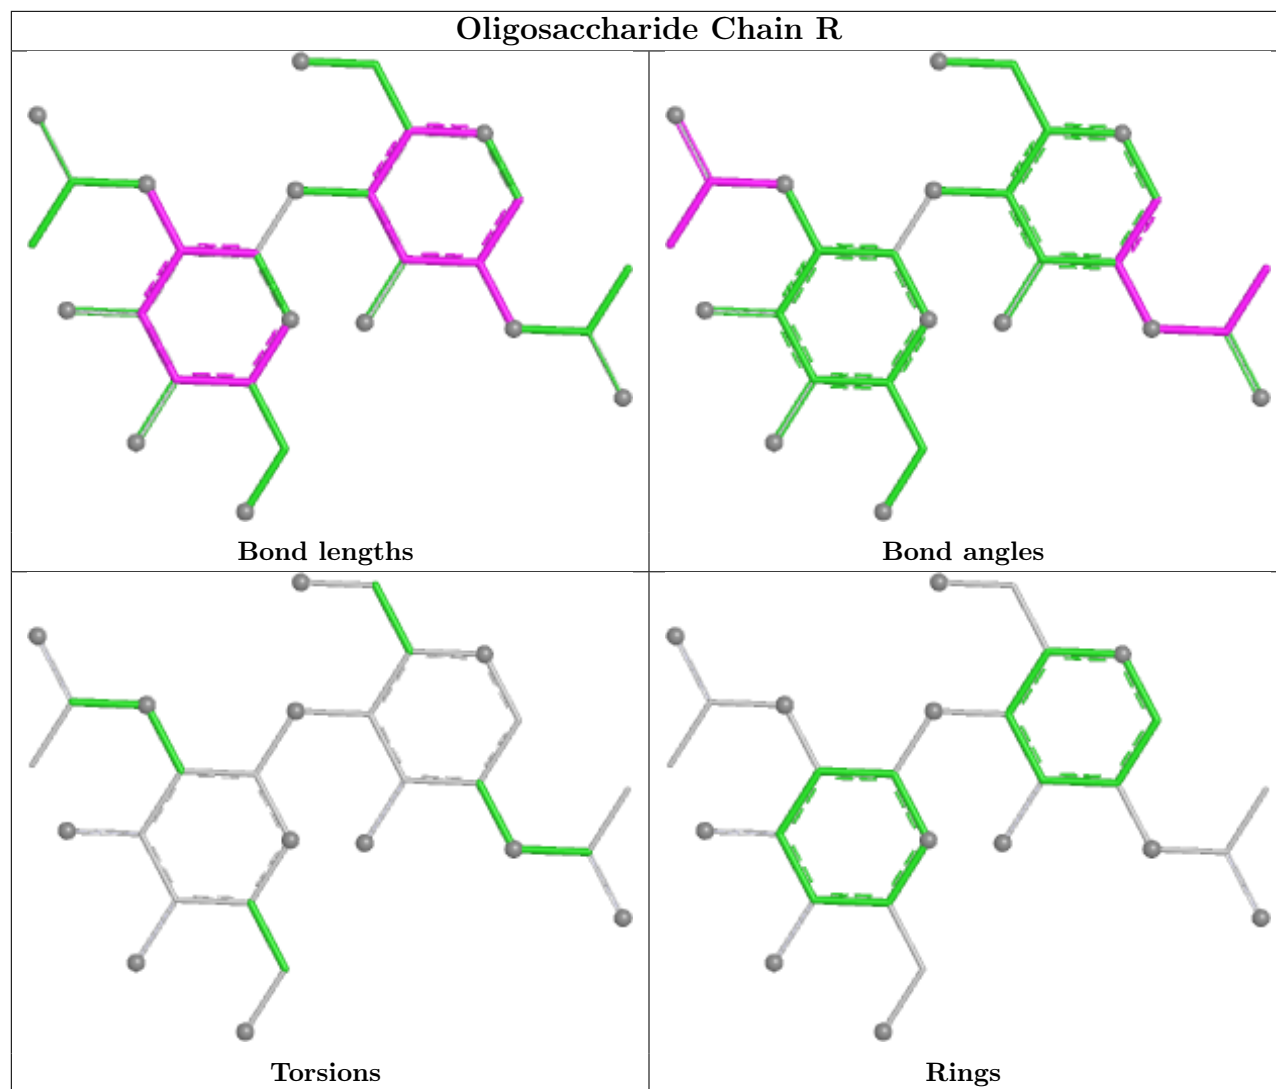 Oligosaccharide Chain R
Bond lengths
Bond angles
Torsions
Rings